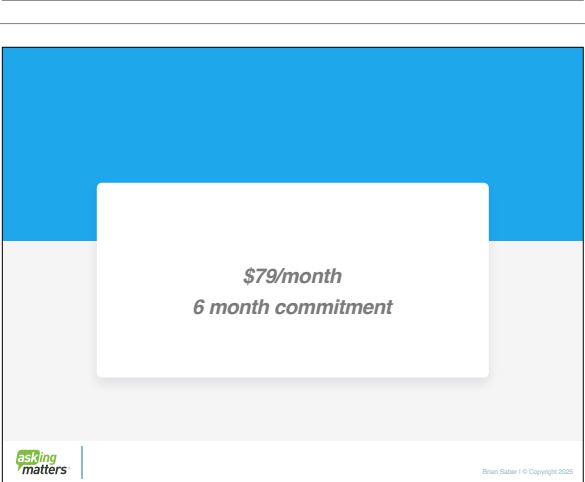 $79/month
6 month commitment
asking
matters
Brian Saber I © Copyright 2025